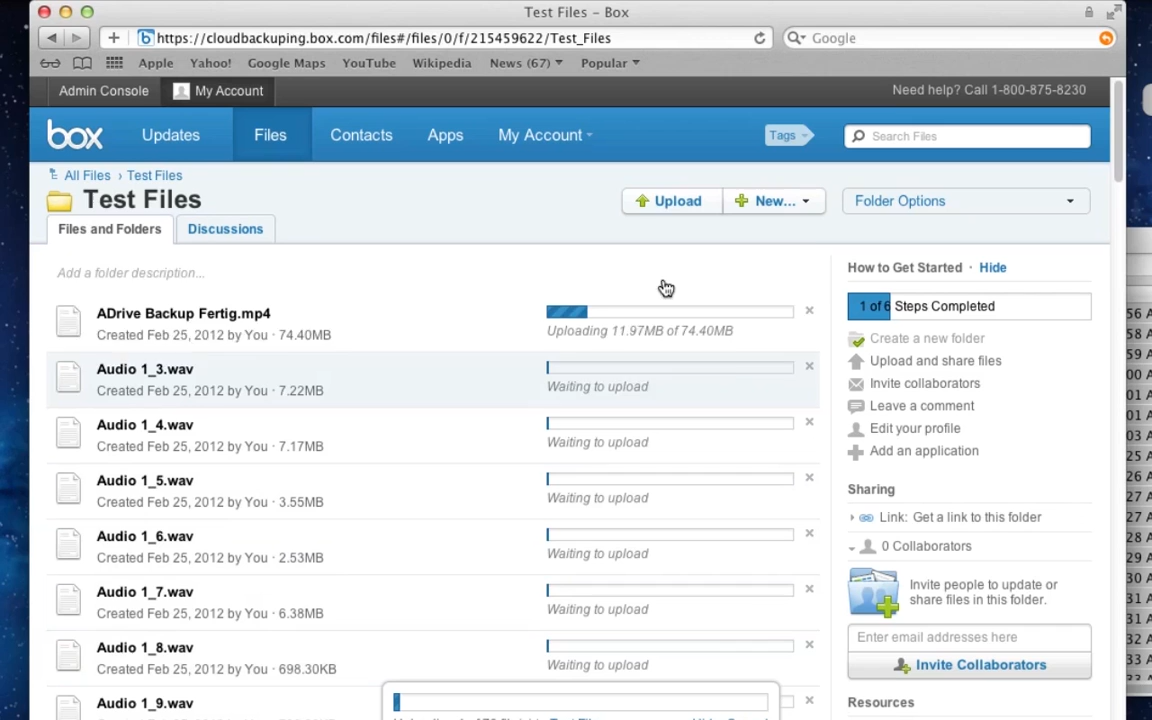 Test Files – Box
https://cloudbackuping.box.com/files#/files/0/f/215459622/Test_Files
Google
Apple Yahoo! Google Maps YouTube Wikipedia News (67) Popular
Admin Console My Account Need help? Call 1-800-875-8230
box Updates Files Contacts Apps My Account Tags Search Files
All Files › Test Files
Test Files
Upload New... Folder Options
Files and Folders Discussions
Add a folder description...
How to Get Started · Hide
1 of 6 Steps Completed
Create a new folder
Upload and share files
Invite collaborators
Leave a comment
Edit your profile
Add an application
Sharing
Link: Get a link to this folder
0 Collaborators
Invite people to update or
share files in this folder.
Enter email addresses here
Invite Collaborators
Resources
ADrive Backup Fertig.mp4
Created Feb 25, 2012 by You · 74.40MB
Uploading 11.97MB of 74.40MB
Audio 1_3.wav
Created Feb 25, 2012 by You · 7.22MB
Waiting to upload
Audio 1_4.wav
Created Feb 25, 2012 by You · 7.17MB
Waiting to upload
Audio 1_5.wav
Created Feb 25, 2012 by You · 3.55MB
Waiting to upload
Audio 1_6.wav
Created Feb 25, 2012 by You · 2.53MB
Waiting to upload
Audio 1_7.wav
Created Feb 25, 2012 by You · 6.38MB
Waiting to upload
Audio 1_8.wav
Created Feb 25, 2012 by You · 698.30KB
Waiting to upload
Audio 1_9.wav